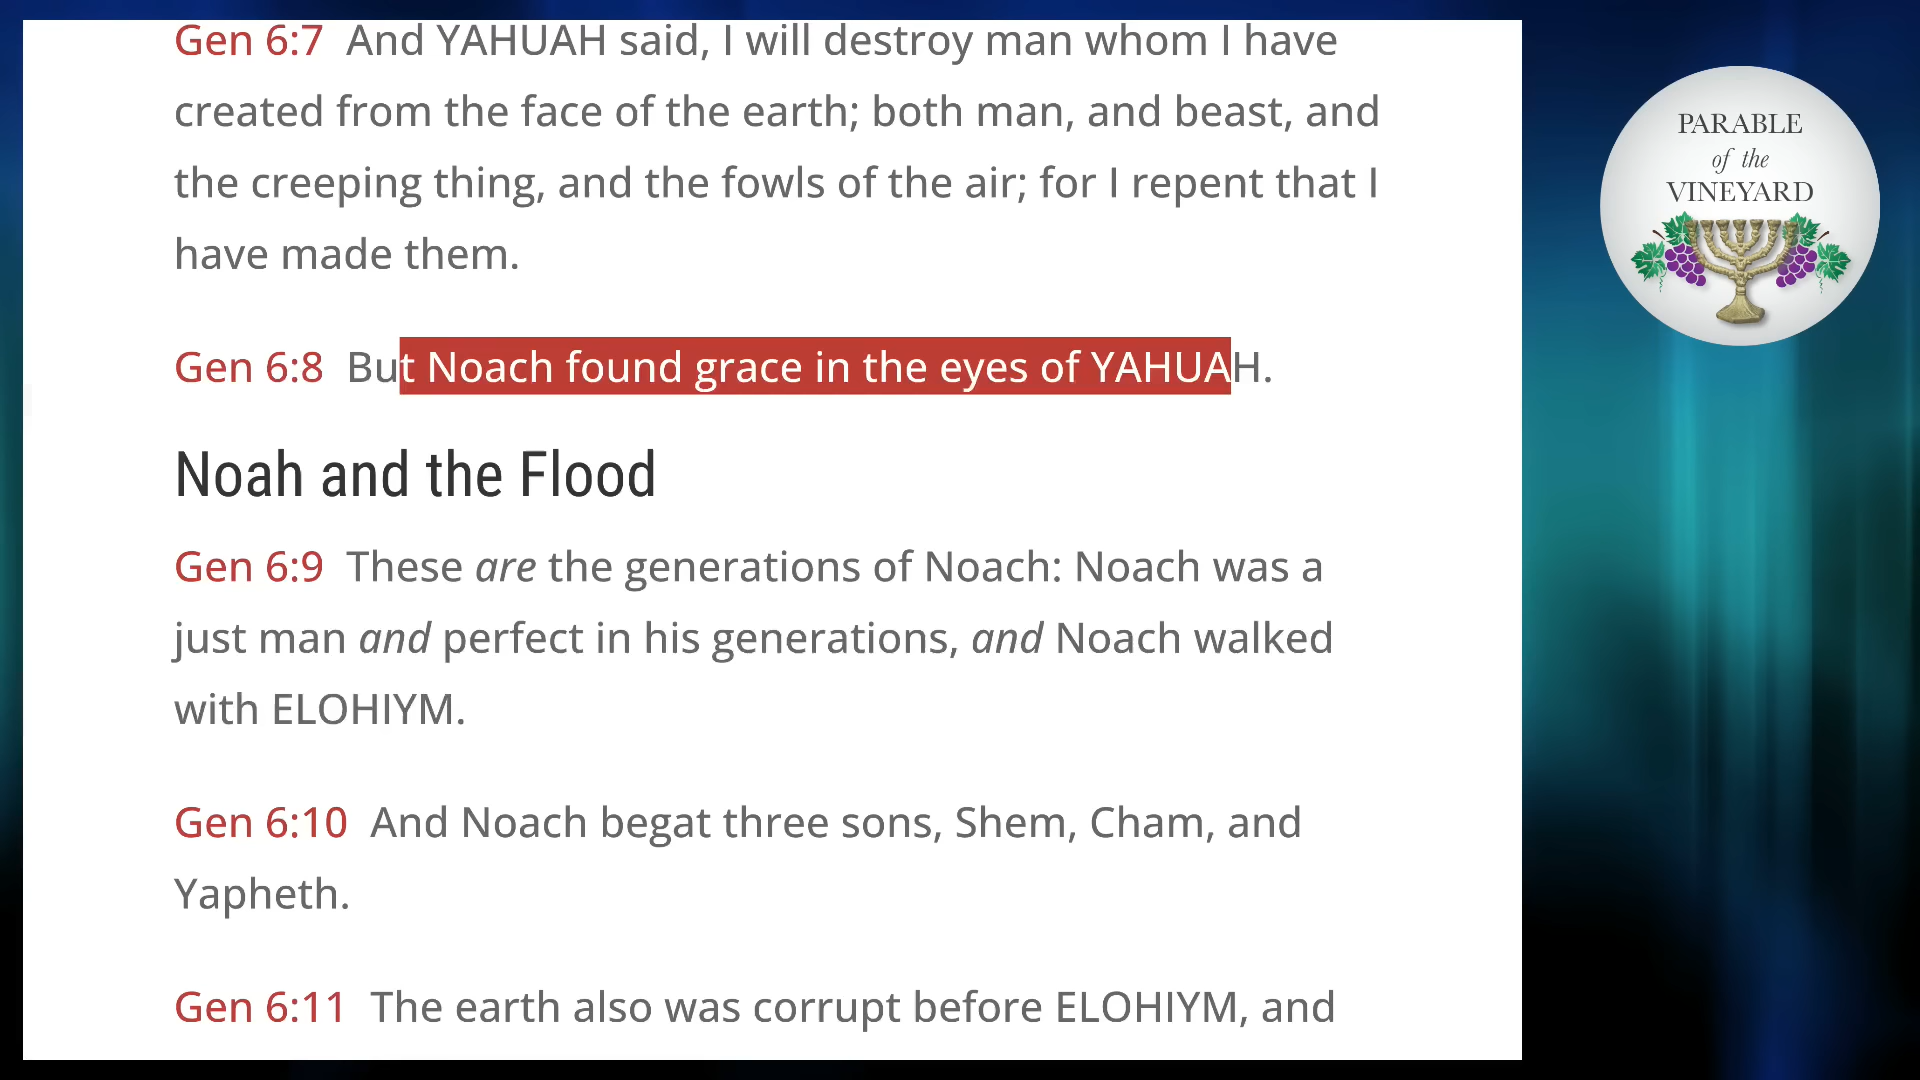 Gen 6:7 And YAHUAH said, I will destroy man whom I have
created from the face of the earth; both man, and beast, and
the creeping thing, and the fowls of the air; for I repent that I
have made them.
Gen 6:8 But Noach found grace in the eyes of YAHUAH.
Noah and the Flood
Gen 6:9 These are the generations of Noach: Noach was a
just man and perfect in his generations, and Noach walked
with ELOHIYM.
Gen 6:10 And Noach begat three sons, Shem, Cham, and
Yapheth.
Gen 6:11 The earth also was corrupt before ELOHIYM, and
PARABLE
of the
VINEYARD